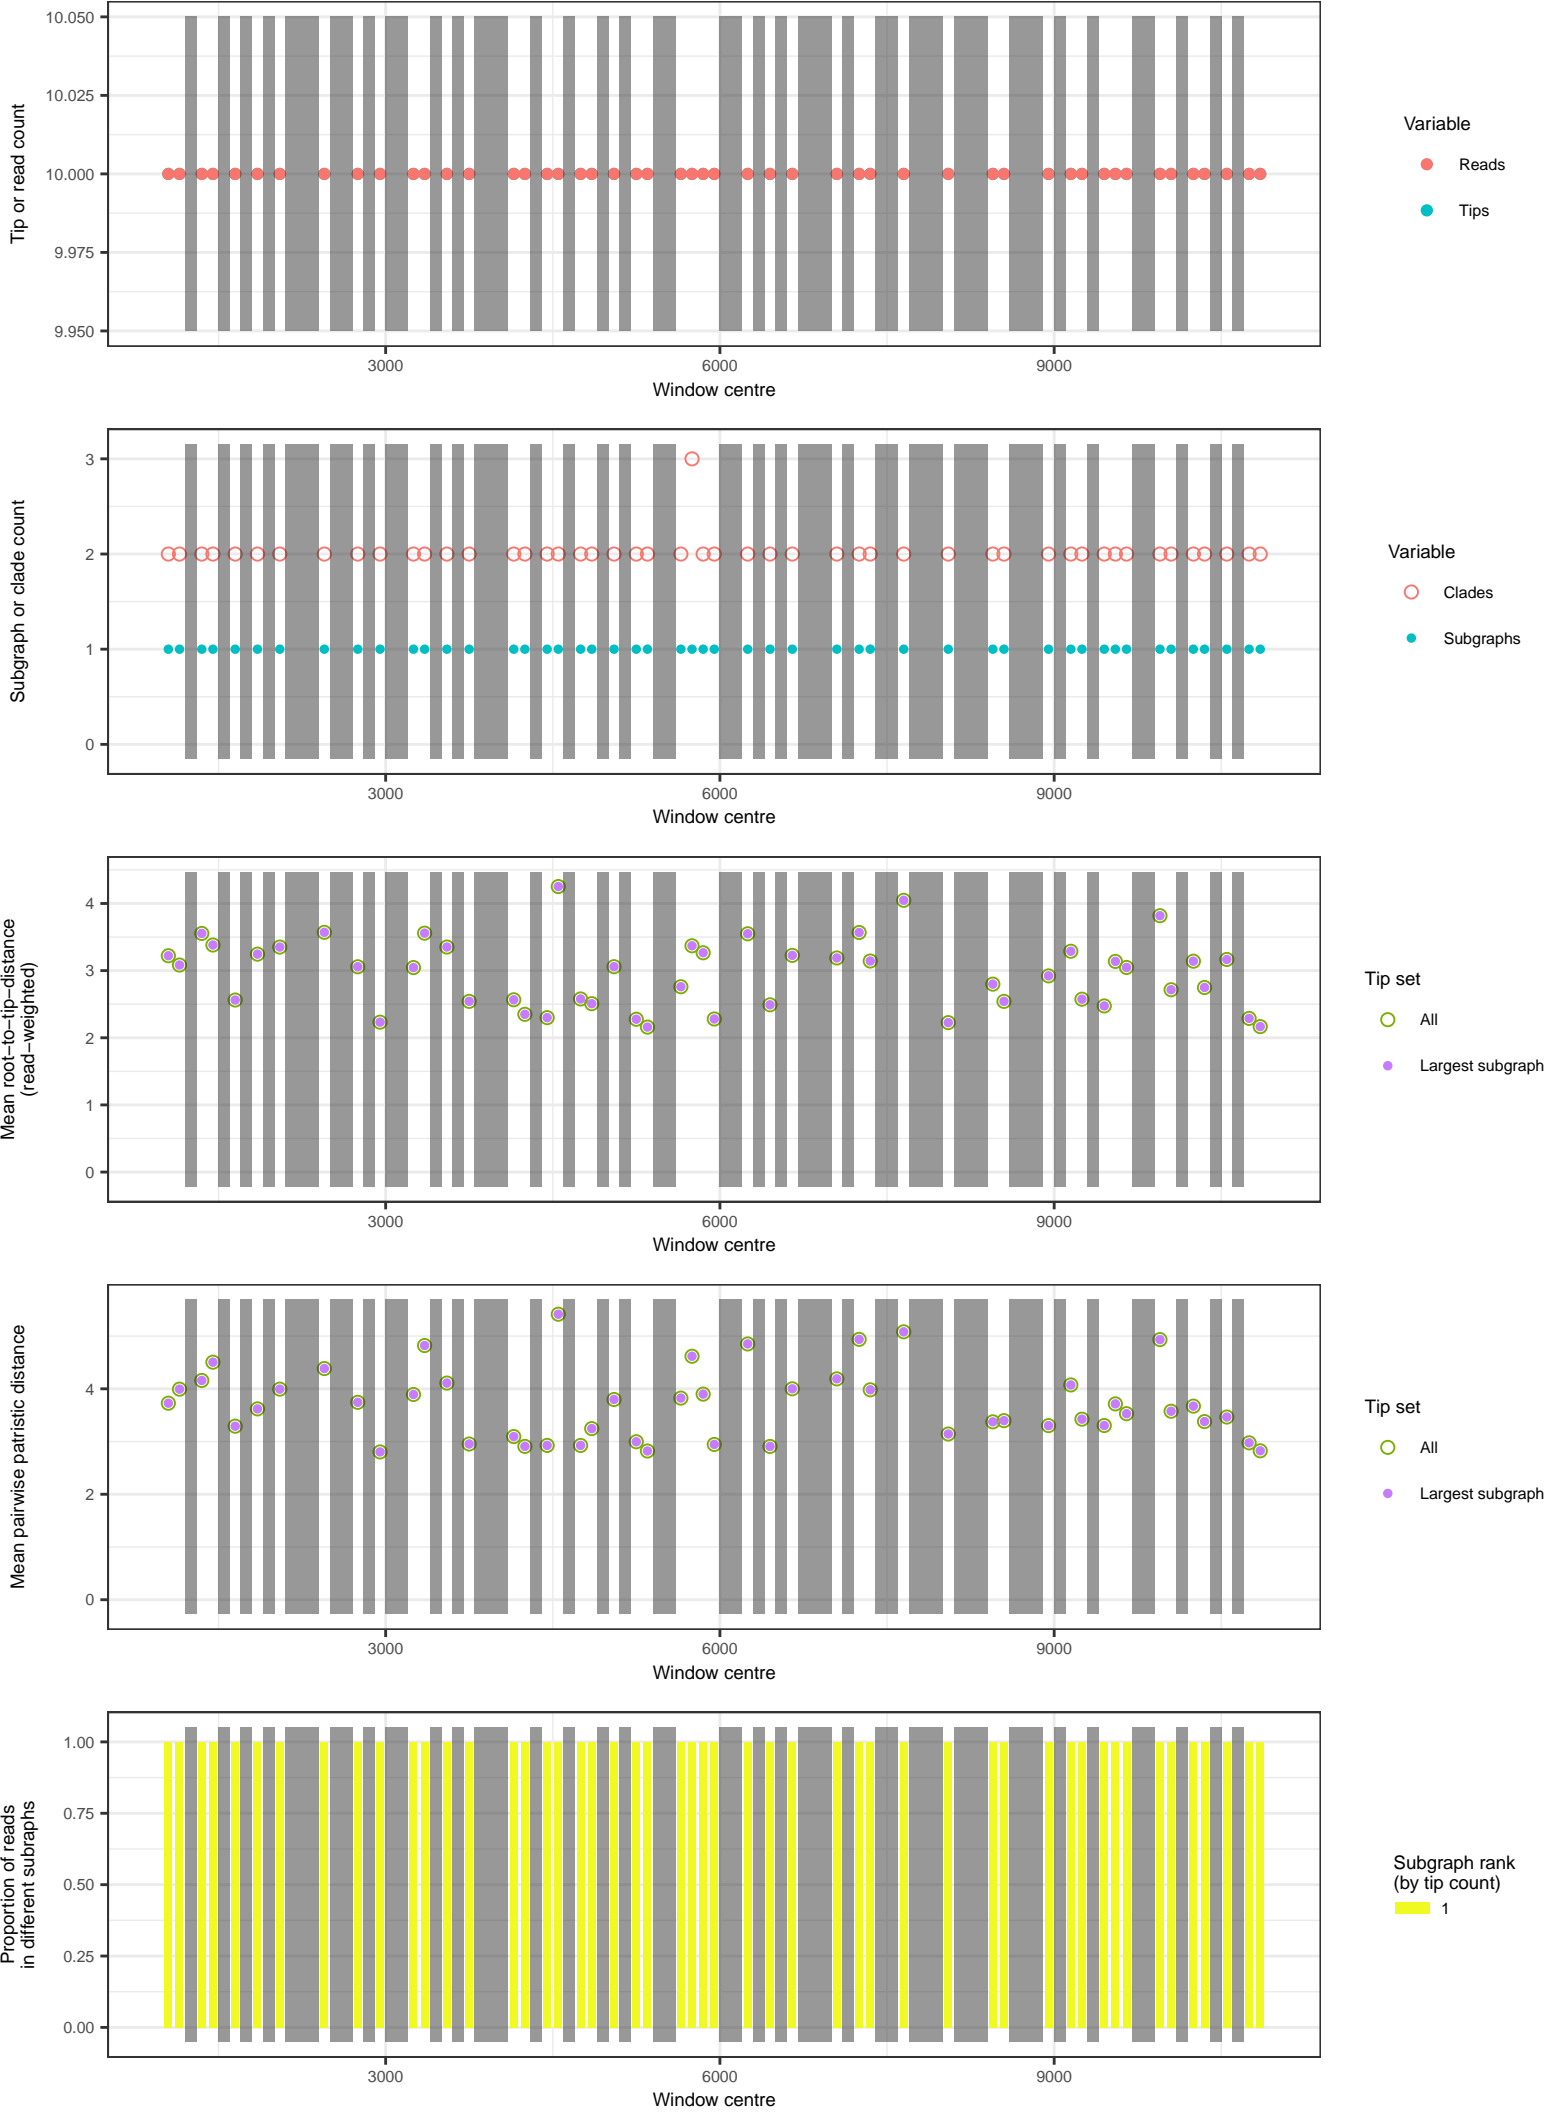 10.050
10.025
10.000
9.975
9.950
Tip or read count
3000
6000
9000
Window centre
Variable
Reads
Tips
3
2
1
0
Subgraph or clade count
3000
6000
9000
Window centre
Variable
Clades
Subgraphs
4
3
2
1
0
Mean root−to−tip−distance
(read−weighted)
3000
6000
9000
Window centre
Tip set
All
Largest subgraph
4
2
0
Mean pairwise patristic distance
3000
6000
9000
Window centre
Tip set
All
Largest subgraph
1.00
0.75
0.50
0.25
0.00
Proportion of reads
in different subraphs
3000
6000
9000
Window centre
Subgraph rank
(by tip count)
1